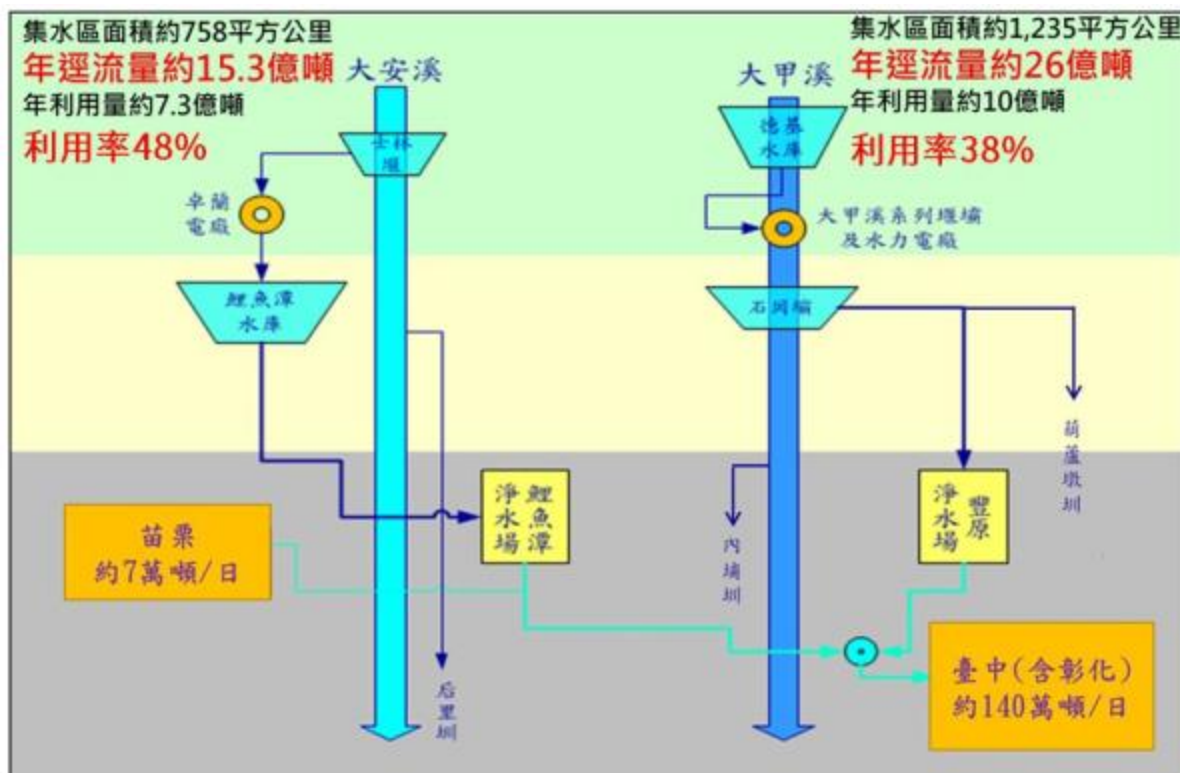 集水區面積約758平方公里
年逕流量約15.3億噸
年利用量約7.3億噸
利用率48%
大安溪
大甲溪
集水區面積約1,235平方公里
年逕流量約26億噸
年利用量約10億噸
利用率38%
士林
堰
德基
水庫
卓蘭
電廠
大甲溪系列堰壩
及水力電廠
鯉魚潭
水庫
石岡壩
葫蘆墩圳
鯉魚潭
淨水場
豐原
淨水場
內埔圳
苗栗
約7萬噸/日
后里圳
臺中(含彰化)
約140萬噸/日